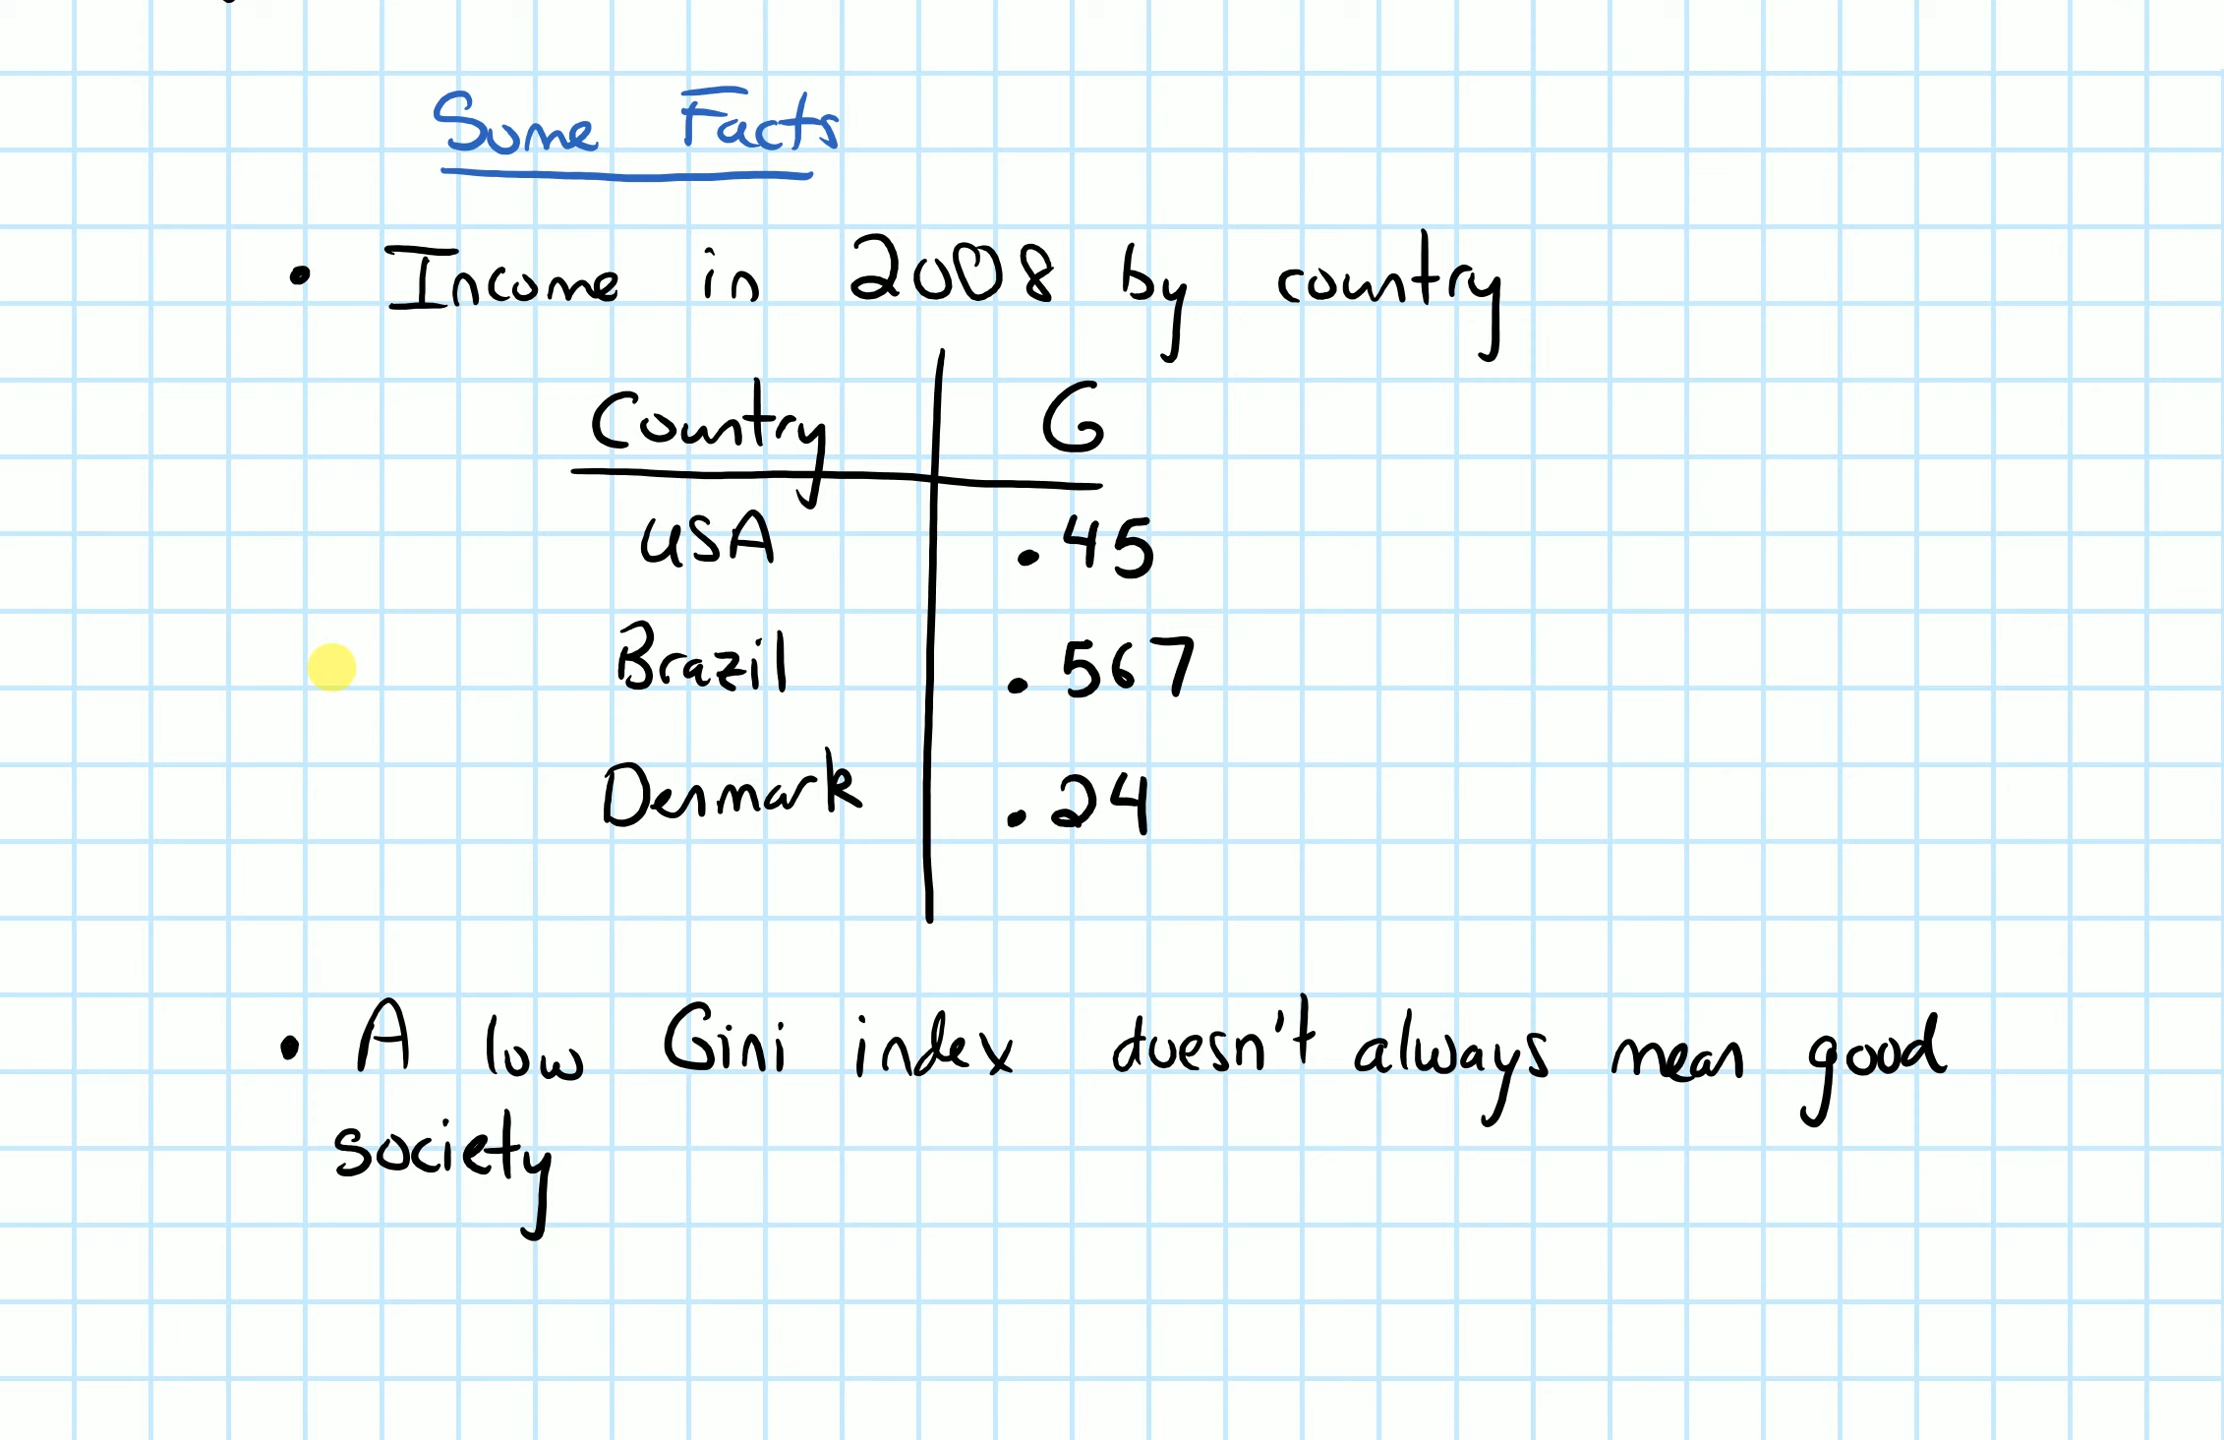 Some Facts
• Income in 2008 by country
Country G
USA .45
Brazil .567
Denmark .24
• A low Gini index doesn't always mean good
society